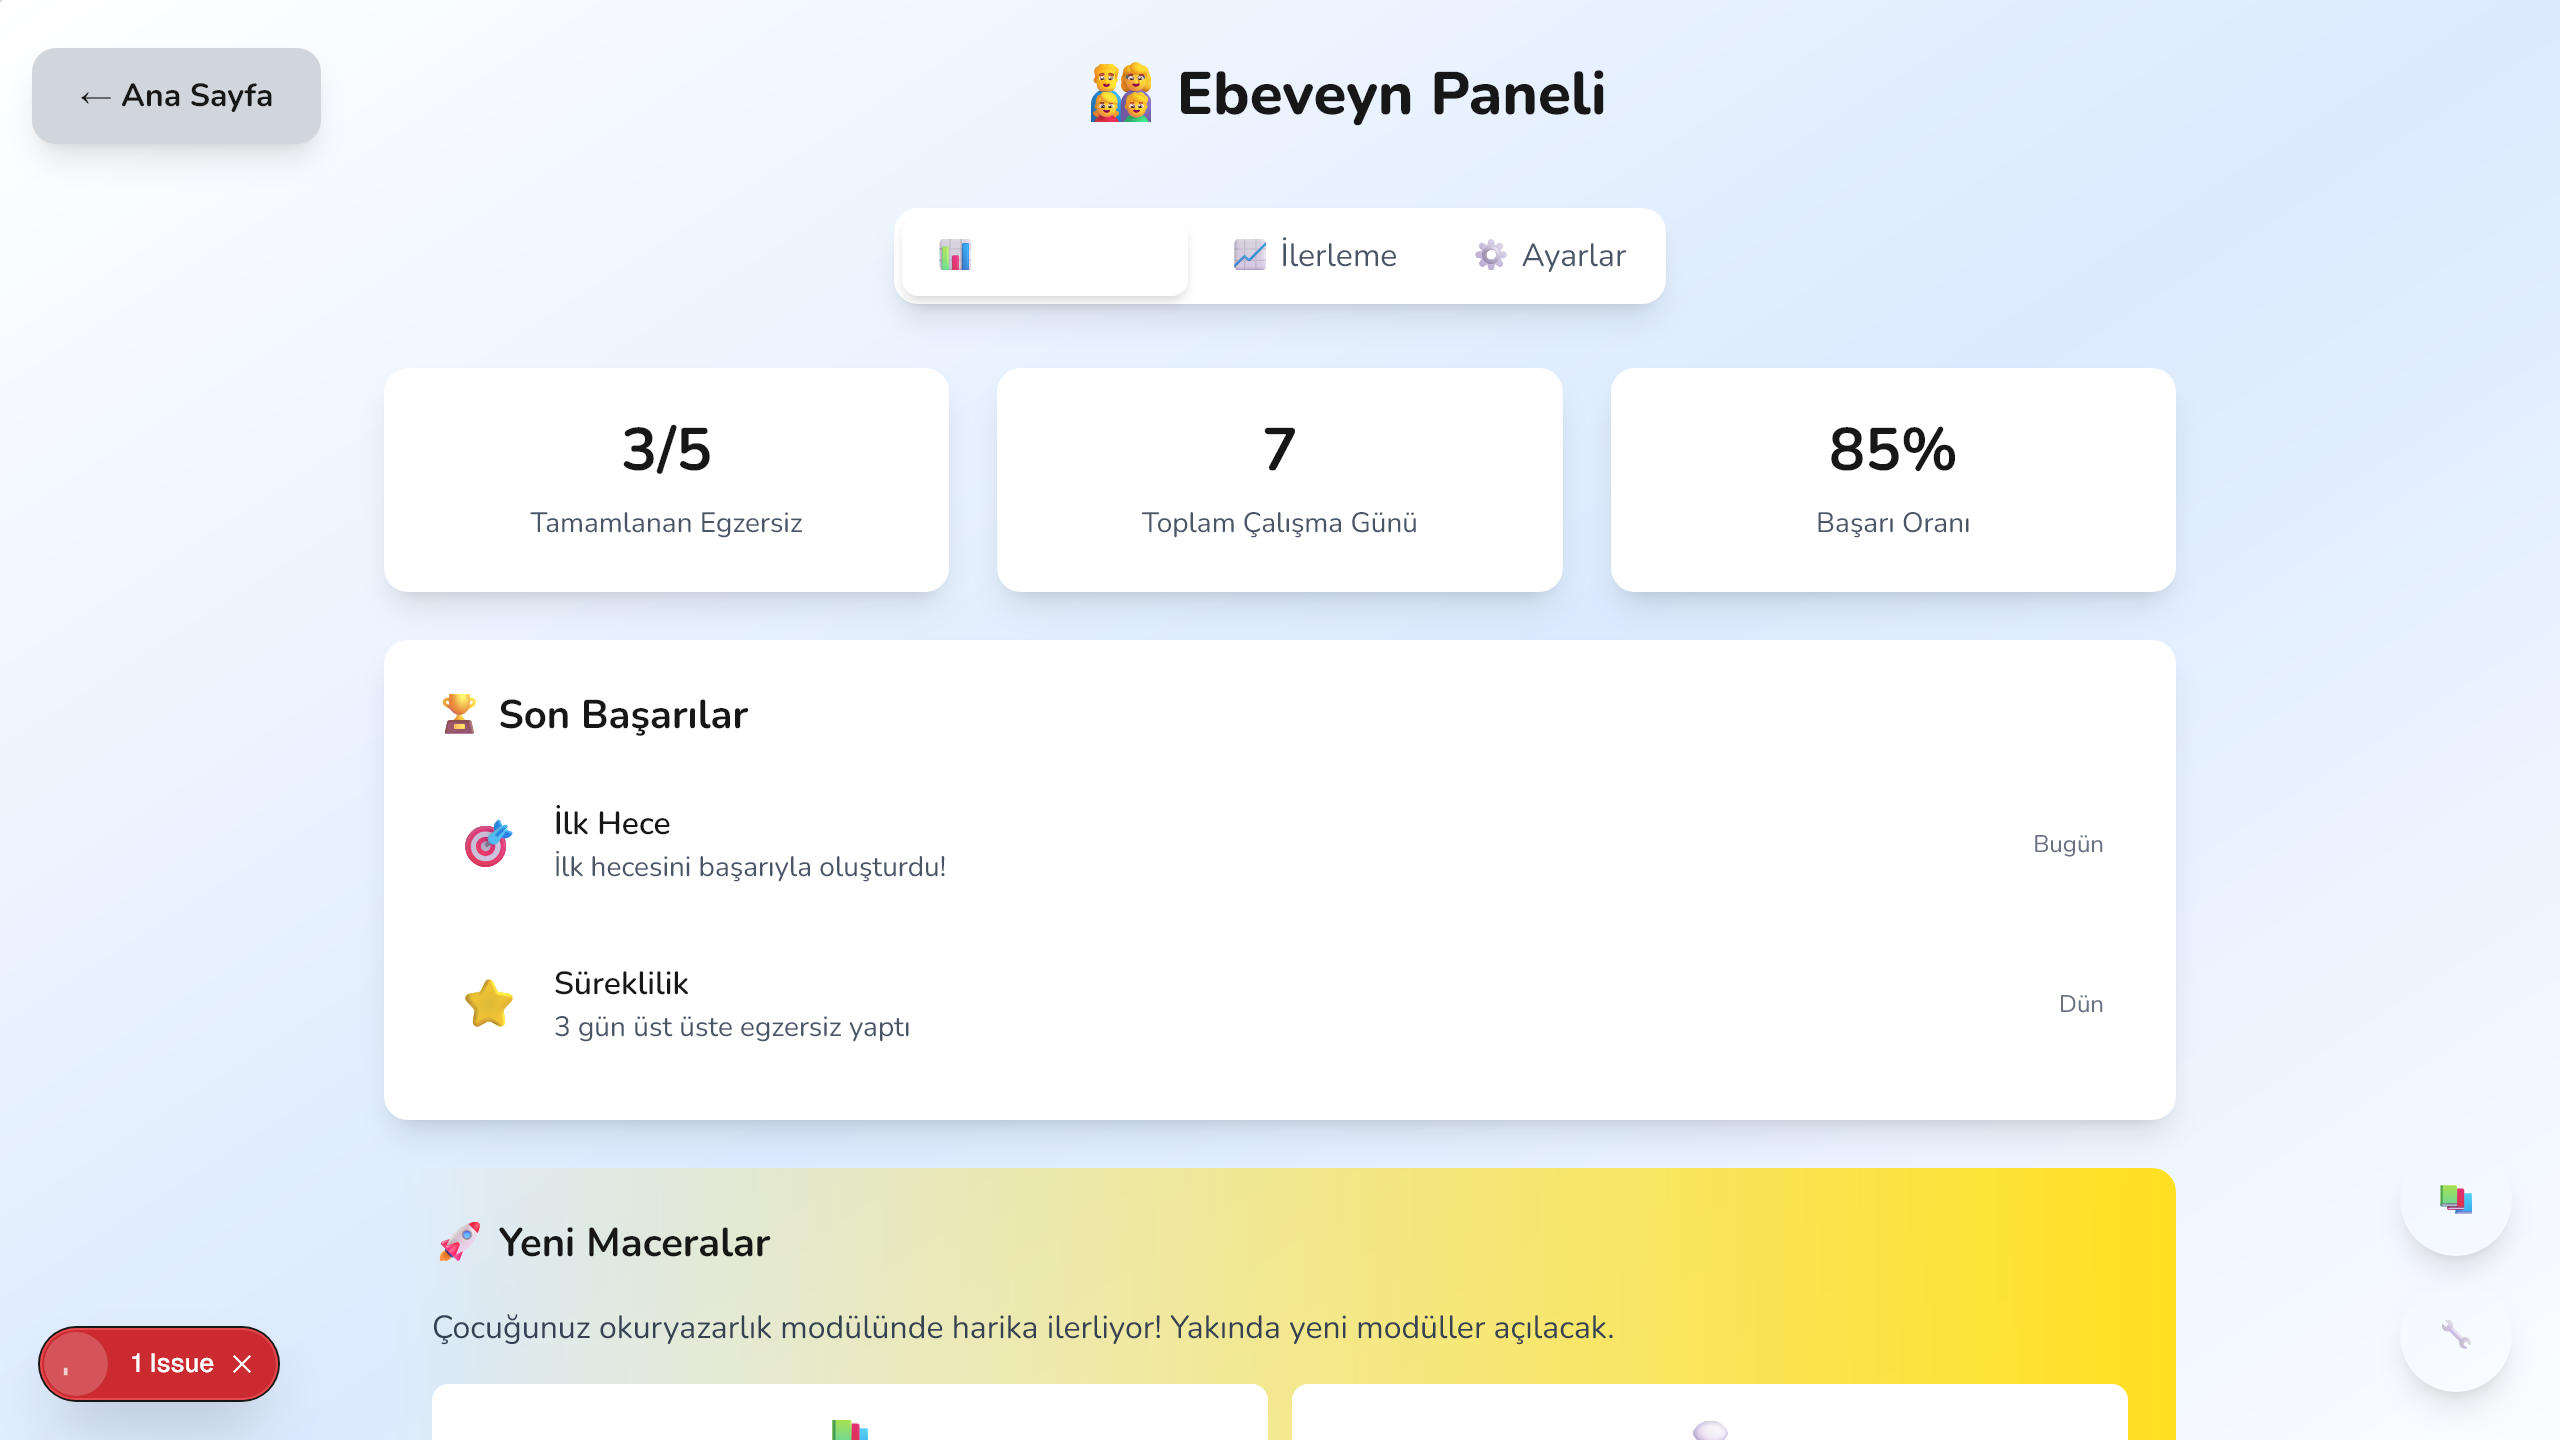 ← Ana Sayfa
Ebeveyn Paneli
İlerleme
Ayarlar
3/5
Tamamlanan Egzersiz
7
Toplam Çalışma Günü
85%
Başarı Oranı
Son Başarılar
İlk Hece
İlk hecesini başarıyla oluşturdu!
Bugün
Süreklilik
3 gün üst üste egzersiz yaptı
Dün
Yeni Maceralar
Çocuğunuz okuryazarlık modülünde harika ilerliyor! Yakında yeni modüller açılacak.
1 Issue